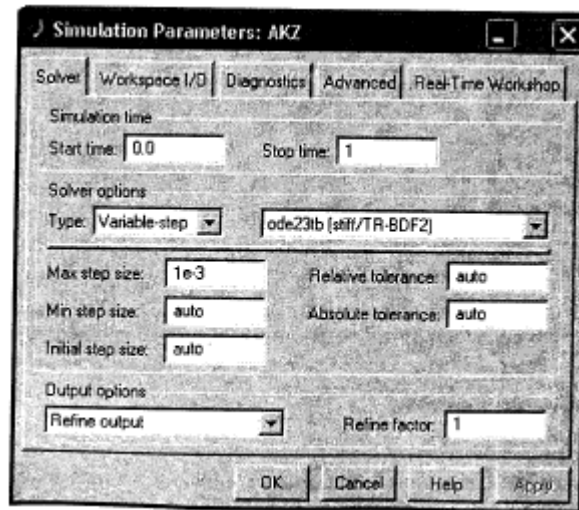 Simulation Parameters: AKZ
Solver Workspace I/O Diagnostics Advanced Real-Time Workshop
Simulation time
Start time: 0.0 Stop time: 1
Solver options
Type: Variable-step ode23tb (stiff/TR-BDF2)
Max step size: 1e-3 Relative tolerance: auto
Min step size: auto Absolute tolerance: auto
Initial step size: auto
Output options
Refine output Refine factor: 1
OK Cancel Help Apply